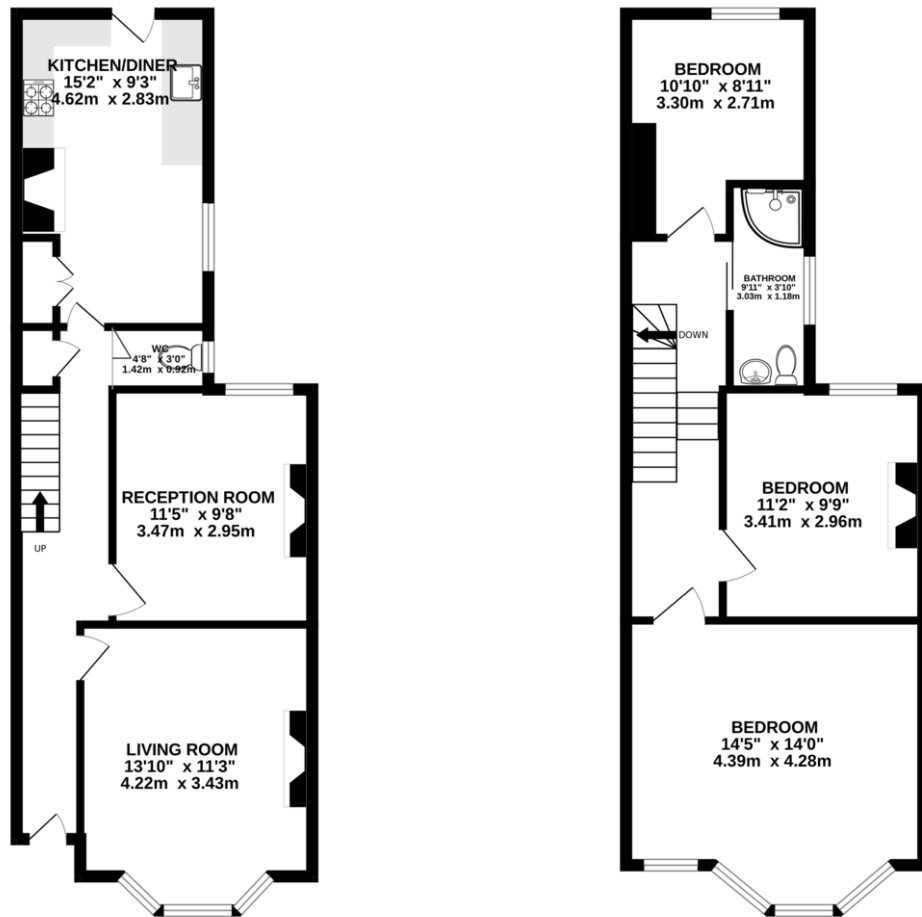 KITCHEN/DINER
15'2" x 9'3"
4.62m x 2.83m
WC
4'8" x 3'0"
1.42m x 0.92m
RECEPTION ROOM
11'5" x 9'8"
3.47m x 2.95m
UP
LIVING ROOM
13'10" x 11'3"
4.22m x 3.43m
BEDROOM
10'10" x 8'11"
3.30m x 2.71m
BATHROOM
9'11" x 3'10"
3.03m x 1.18m
DOWN
BEDROOM
11'2" x 9'9"
3.41m x 2.96m
BEDROOM
14'5" x 14'0"
4.39m x 4.28m